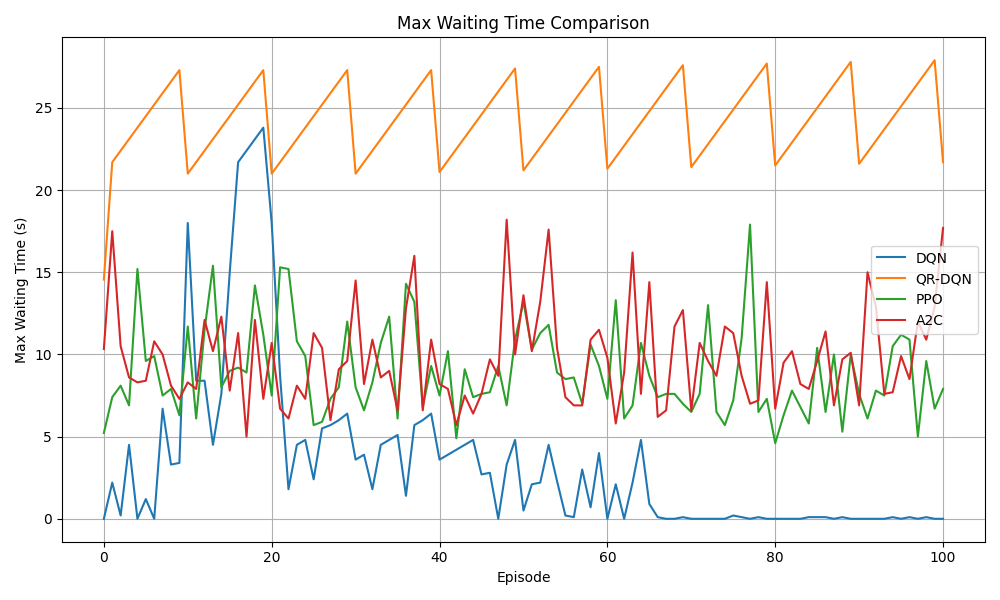 Max Waiting Time Comparison
Max Waiting Time (s)
25
20
15
10
5
0
DQN
QR-DQN
PPO
A2C
0 20 40 60 80 100
Episode